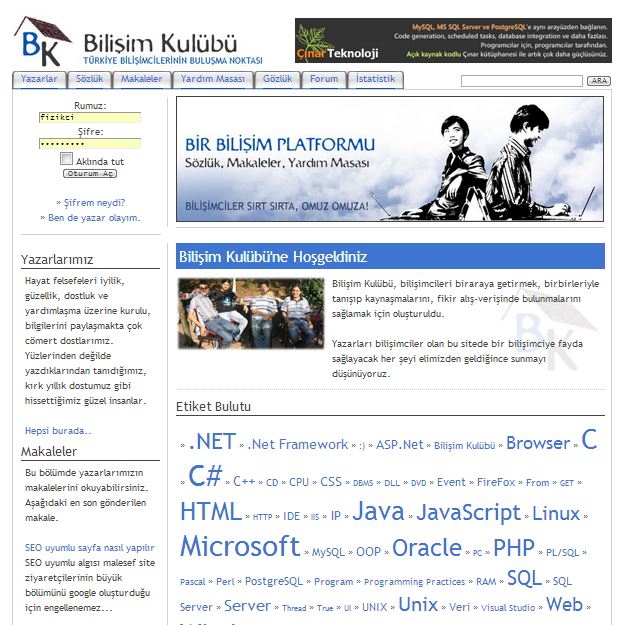 BK Bilişim Kulübü
TÜRKİYE BİLİŞİMCİLERİNİN BULUŞMA NOKTASI
Çınar Teknoloji
MySQL, MS SQL Server ve PostgreSQL'e aynı arayüzden bağlanın.
Code generation, scheduled tasks, database integration ve daha fazlası.
Programcılar için, programcılar tarafından.
Açık kaynak kodlu Çınar kütüphanesi ile artık çok daha güçlüsünüz.
Yazarlar Sözlük Makaleler Yardım Masası Gözlük Forum İstatistik
ARA
Rumuz:
fizikci
Şifre:
Aklında tut
Oturum Aç
» Şifrem neydi?
» Ben de yazar olayım.
BİR BİLİŞİM PLATFORMU
Sözlük, Makaleler, Yardım Masası
BİLİŞİMCİLER SIRT SIRTA, OMUZ OMUZA!
Yazarlarımız
Hayat felsefeleri iyilik,
güzellik, dostluk ve
yardımlaşma üzerine kurulu,
bilgilerini paylaşmakta çok
cömert dostlarımız.
Yüzlerinden değilde
yazdıklarından tanıdığımız,
kırk yıllık dostumuz gibi
hissettiğimiz güzel insanlar.
Hepsi burada..
Makaleler
Bu bölümde yazarlarımızın
makalelerini okuyabilirsiniz.
Aşağıdaki en son gönderilen
makale.
SEO uyumlu sayfa nasıl yapılır
SEO uyumlu algısı malesef site
ziyaretçilerinin büyük
bölümünü google oluşturduğu
için engellenemez...
Bilişim Kulübü'ne Hoşgeldiniz
Bilişim Kulübü, bilişimcileri biraraya getirmek, birbirleriyle
tanışıp kaynaşmalarını, fikir alış-verişinde bulunmalarını
sağlamak için oluşturuldu.
Yazarları bilişimciler olan bu sitede bir bilişimciye fayda
sağlayacak her şeyi elimizden geldiğince sunmayı
düşünüyoruz.
BK
Etiket Bulutu
» .NET » .Net Framework » :) » ASP.Net » Bilişim Kulübü » Browser » C
» C# » C++ » CD » CPU » CSS » DBMS » DLL » DVD » Event » FireFox » From » GET »
HTML » HTTP » IDE » IIS » IP » Java » JavaScript » Linux »
Microsoft » MySQL » OOP » Oracle » PC » PHP » PL/SQL »
Pascal » Perl » PostgreSQL » Program » Programming Practices » RAM » SQL » SQL
Server » Server » Thread » True » UI » UNIX » Unix » Veri » Visual Studio » Web »